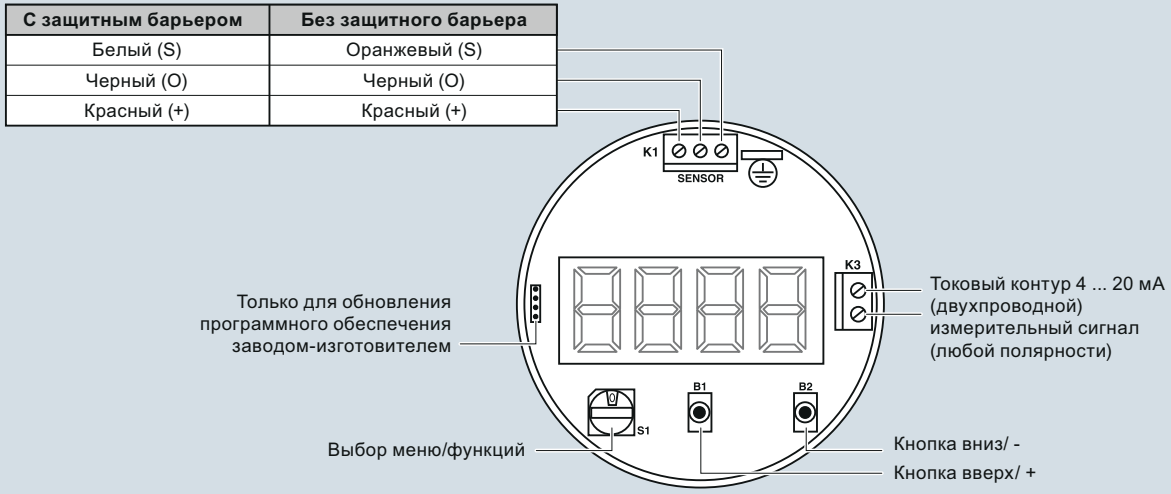 С защитным барьером Без защитного барьера
Белый (S) Оранжевый (S)
Черный (O) Черный (O)
Красный (+) Красный (+)
K1
SENSOR
K3
Токовый контур 4 ... 20 мА
(двухпроводной)
измерительный сигнал
(любой полярности)
Только для обновления
программного обеспечения
заводом-изготовителем
0
B1
B2
S1
Выбор меню/функций
Кнопка вниз/ -
Кнопка вверх/ +